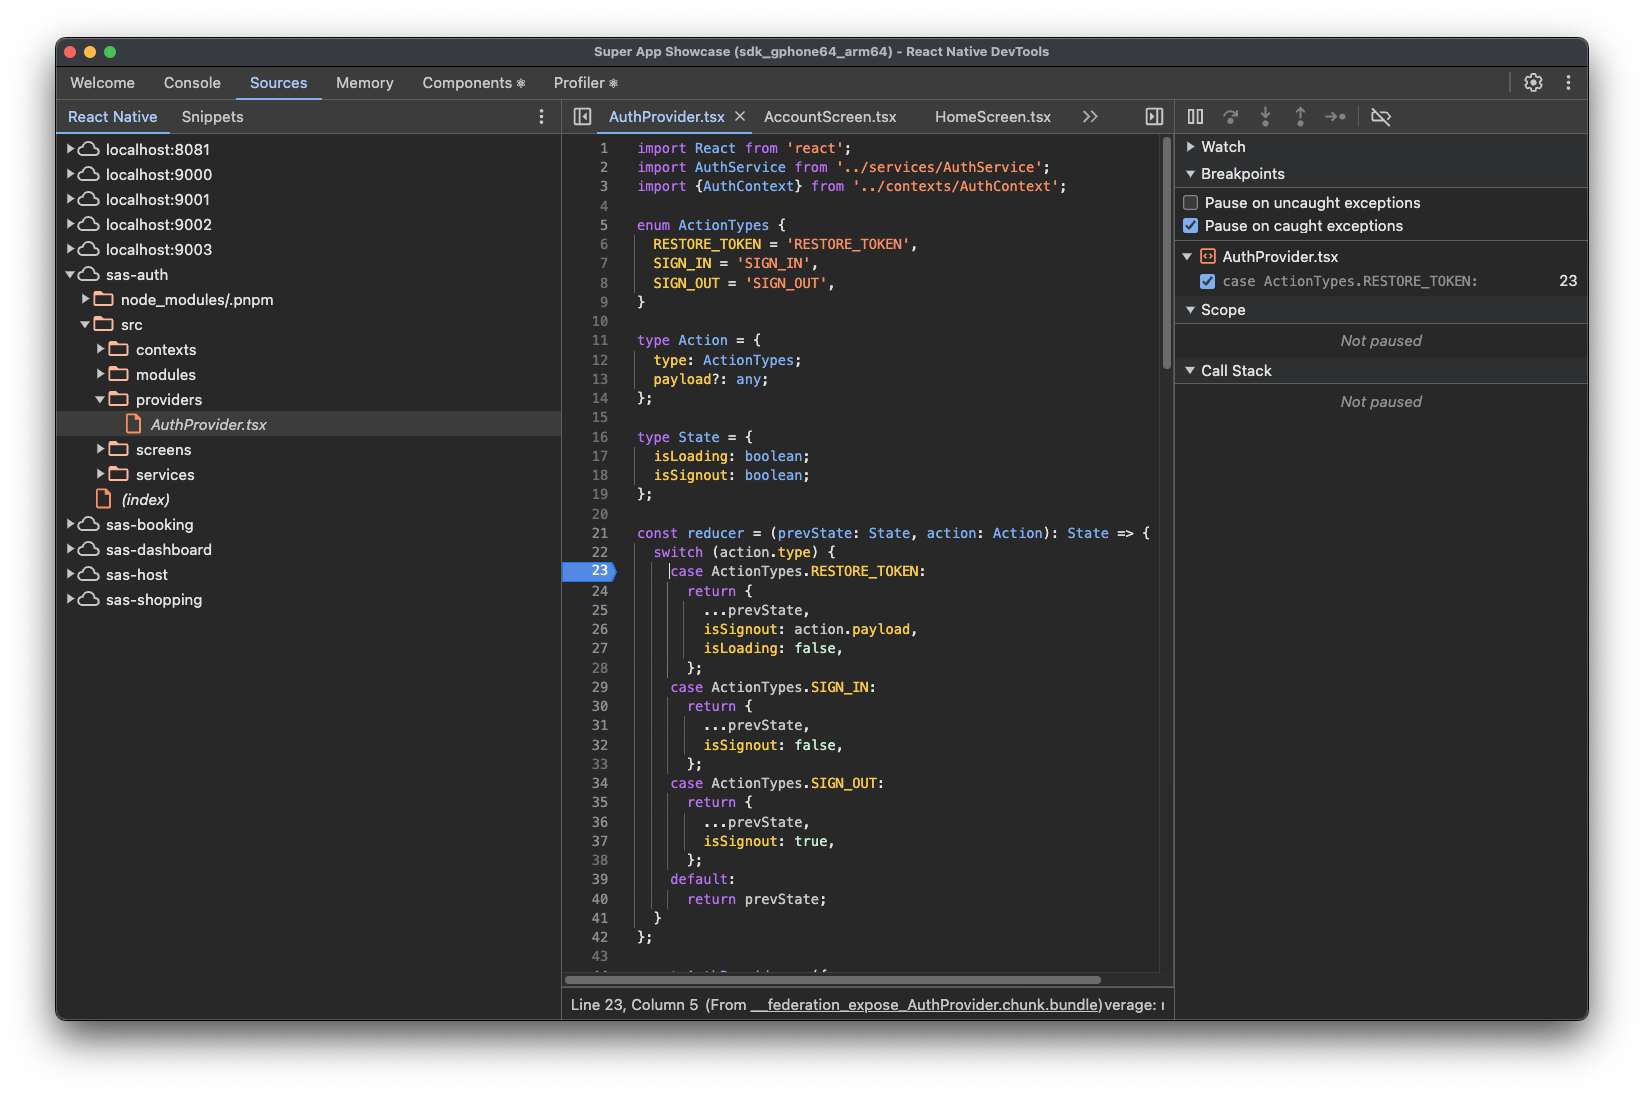 Super App Showcase (sdk_gphone64_arm64) - React Native DevTools
Welcome Console Sources Memory Components ⚛ Profiler ⚛
React Native Snippets
localhost:8081
localhost:9000
localhost:9001
localhost:9002
localhost:9003
sas-auth
node_modules/.pnpm
src
contexts
modules
providers
AuthProvider.tsx
screens
services
(index)
sas-booking
sas-dashboard
sas-host
sas-shopping
AuthProvider.tsx × AccountScreen.tsx HomeScreen.tsx »
1 import React from 'react';
2 import AuthService from '../services/AuthService';
3 import {AuthContext} from '../contexts/AuthContext';
4
5 enum ActionTypes {
6 RESTORE_TOKEN = 'RESTORE_TOKEN',
7 SIGN_IN = 'SIGN_IN',
8 SIGN_OUT = 'SIGN_OUT',
9 }
10
11 type Action = {
12 type: ActionTypes;
13 payload?: any;
14 };
15
16 type State = {
17 isLoading: boolean;
18 isSignout: boolean;
19 };
20
21 const reducer = (prevState: State, action: Action): State => {
22 switch (action.type) {
23 case ActionTypes.RESTORE_TOKEN:
24 return {
25 ...prevState,
26 isSignout: action.payload,
27 isLoading: false,
28 };
29 case ActionTypes.SIGN_IN:
30 return {
31 ...prevState,
32 isSignout: false,
33 };
34 case ActionTypes.SIGN_OUT:
35 return {
36 ...prevState,
37 isSignout: true,
38 };
39 default:
40 return prevState;
41 }
42 };
43
Line 23, Column 5 (From __federation_expose_AuthProvider.chunk.bundle) verage:
Watch
Breakpoints
Pause on uncaught exceptions
Pause on caught exceptions
AuthProvider.tsx
case ActionTypes.RESTORE_TOKEN: 23
Scope
Not paused
Call Stack
Not paused